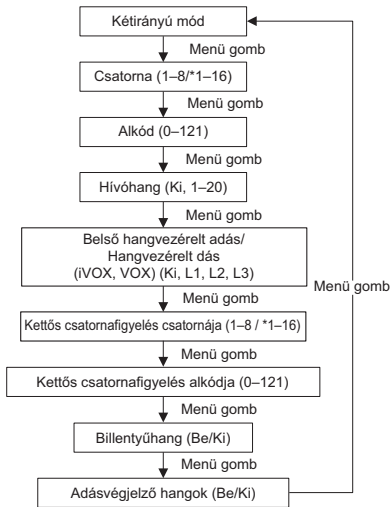 Kétirányú mód
Menü gomb
Csatorna (1–8/*1–16)
Menü gomb
Alkód (0–121)
Menü gomb
Hívóhang (Ki, 1–20)
Menü gomb
Belső hangvezérelt adás/
Hangvezérelt dás
(iVOX, VOX) (Ki, L1, L2, L3)
Menü gomb
Menü gomb
Kettős csatornafigyelés csatornája (1–8 / *1–16)
Menü gomb
Kettős csatornafigyelés alkódja (0–121)
Menü gomb
Billentyűhang (Be/Ki)
Menü gomb
Adásvégjelző hangok (Be/Ki)